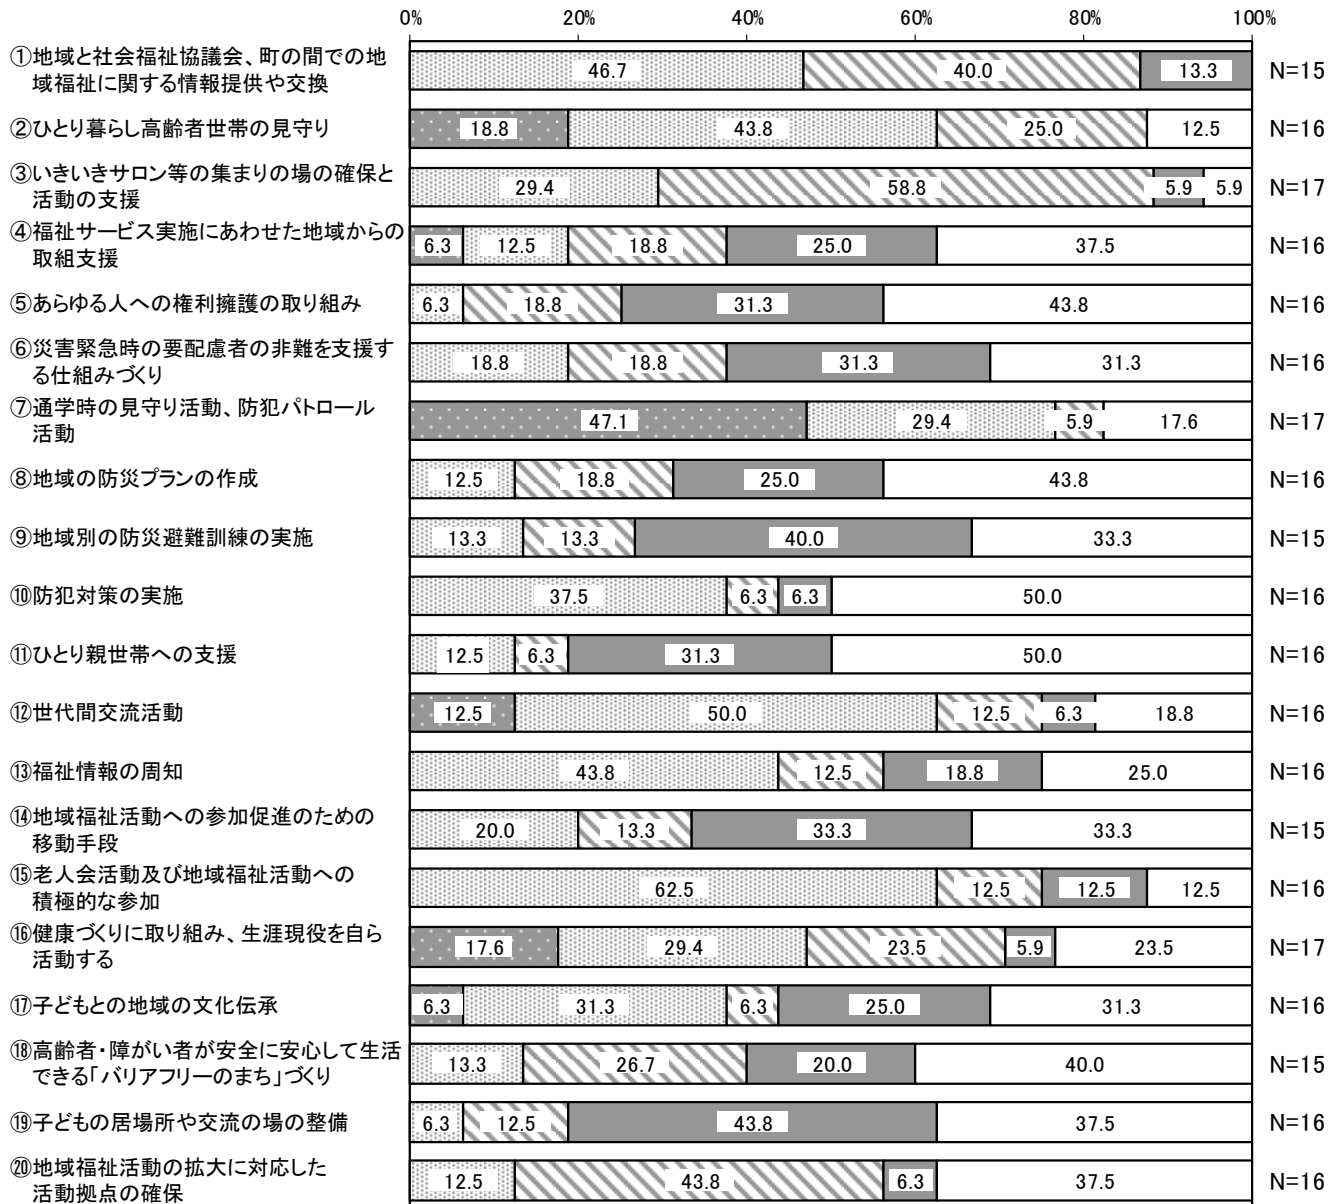 0% 20% 40% 60% 80% 100%
①地域と社会福祉協議会、町の間での地
域福祉に関する情報提供や交換
46.7 40.0 13.3 N=15
②ひとり暮らし高齢者世帯の見守り
18.8 43.8 25.0 12.5 N=16
③いきいきサロン等の集まりの場の確保と
活動の支援
29.4 58.8 5.9 5.9 N=17
④福祉サービス実施にあわせた地域からの
取組支援
6.3 12.5 18.8 25.0 37.5 N=16
⑤あらゆる人への権利擁護の取り組み
6.3 18.8 31.3 43.8 N=16
⑥災害緊急時の要配慮者の非難を支援す
る仕組みづくり
18.8 18.8 31.3 31.3 N=16
⑦通学時の見守り活動、防犯パトロール
活動
47.1 29.4 5.9 17.6 N=17
⑧地域の防災プランの作成
12.5 18.8 25.0 43.8 N=16
⑨地域別の防災避難訓練の実施
13.3 13.3 40.0 33.3 N=15
⑩防犯対策の実施
37.5 6.3 6.3 50.0 N=16
⑪ひとり親世帯への支援
12.5 6.3 31.3 50.0 N=16
⑫世代間交流活動
12.5 50.0 12.5 6.3 18.8 N=16
⑬福祉情報の周知
43.8 12.5 18.8 25.0 N=16
⑭地域福祉活動への参加促進のための
移動手段
20.0 13.3 33.3 33.3 N=15
⑮老人会活動及び地域福祉活動への
積極的な参加
62.5 12.5 12.5 12.5 N=16
⑯健康づくりに取り組み、生涯現役を自ら
活動する
17.6 29.4 23.5 5.9 23.5 N=17
⑰子どもとの地域の文化伝承
6.3 31.3 6.3 25.0 31.3 N=16
⑱高齢者・障がい者が安全に安心して生活
できる「バリアフリーのまち」づくり
13.3 26.7 20.0 40.0 N=15
⑲子どもの居場所や交流の場の整備
6.3 12.5 43.8 37.5 N=16
⑳地域福祉活動の拡大に対応した
活動拠点の確保
12.5 43.8 6.3 37.5 N=16